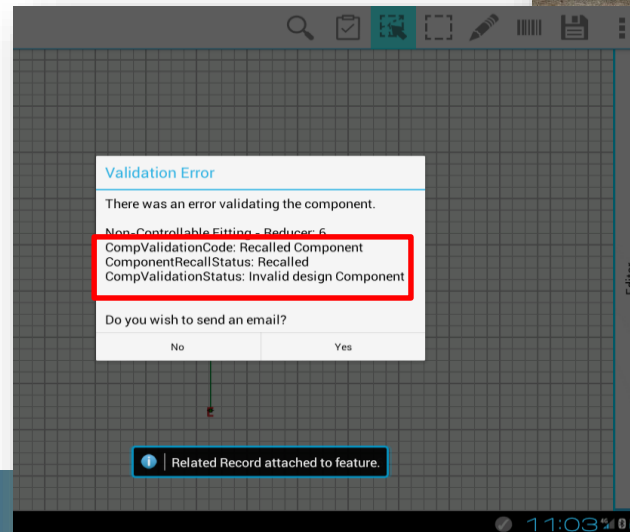 Validation Error
There was an error validating the component.
Non-Controllable Fitting - Reducer: 6
CompValidationCode: Recalled Component
ComponentRecallStatus: Recalled
CompValidationStatus: Invalid design Component
Do you wish to send an email?
No Yes
Editor
Related Record attached to feature.
11:03